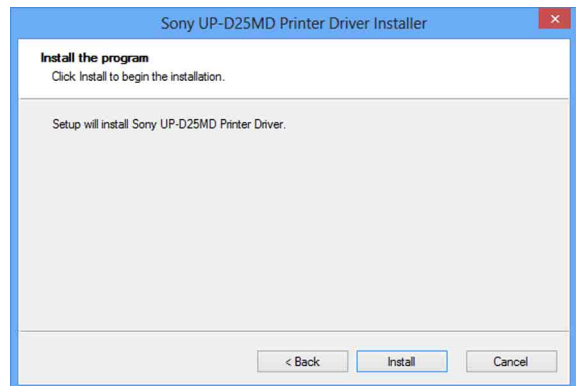 Sony UP-D25MD Printer Driver Installer
Install the program
Click Install to begin the installation.
Setup will install Sony UP-D25MD Printer Driver.
< Back Install Cancel